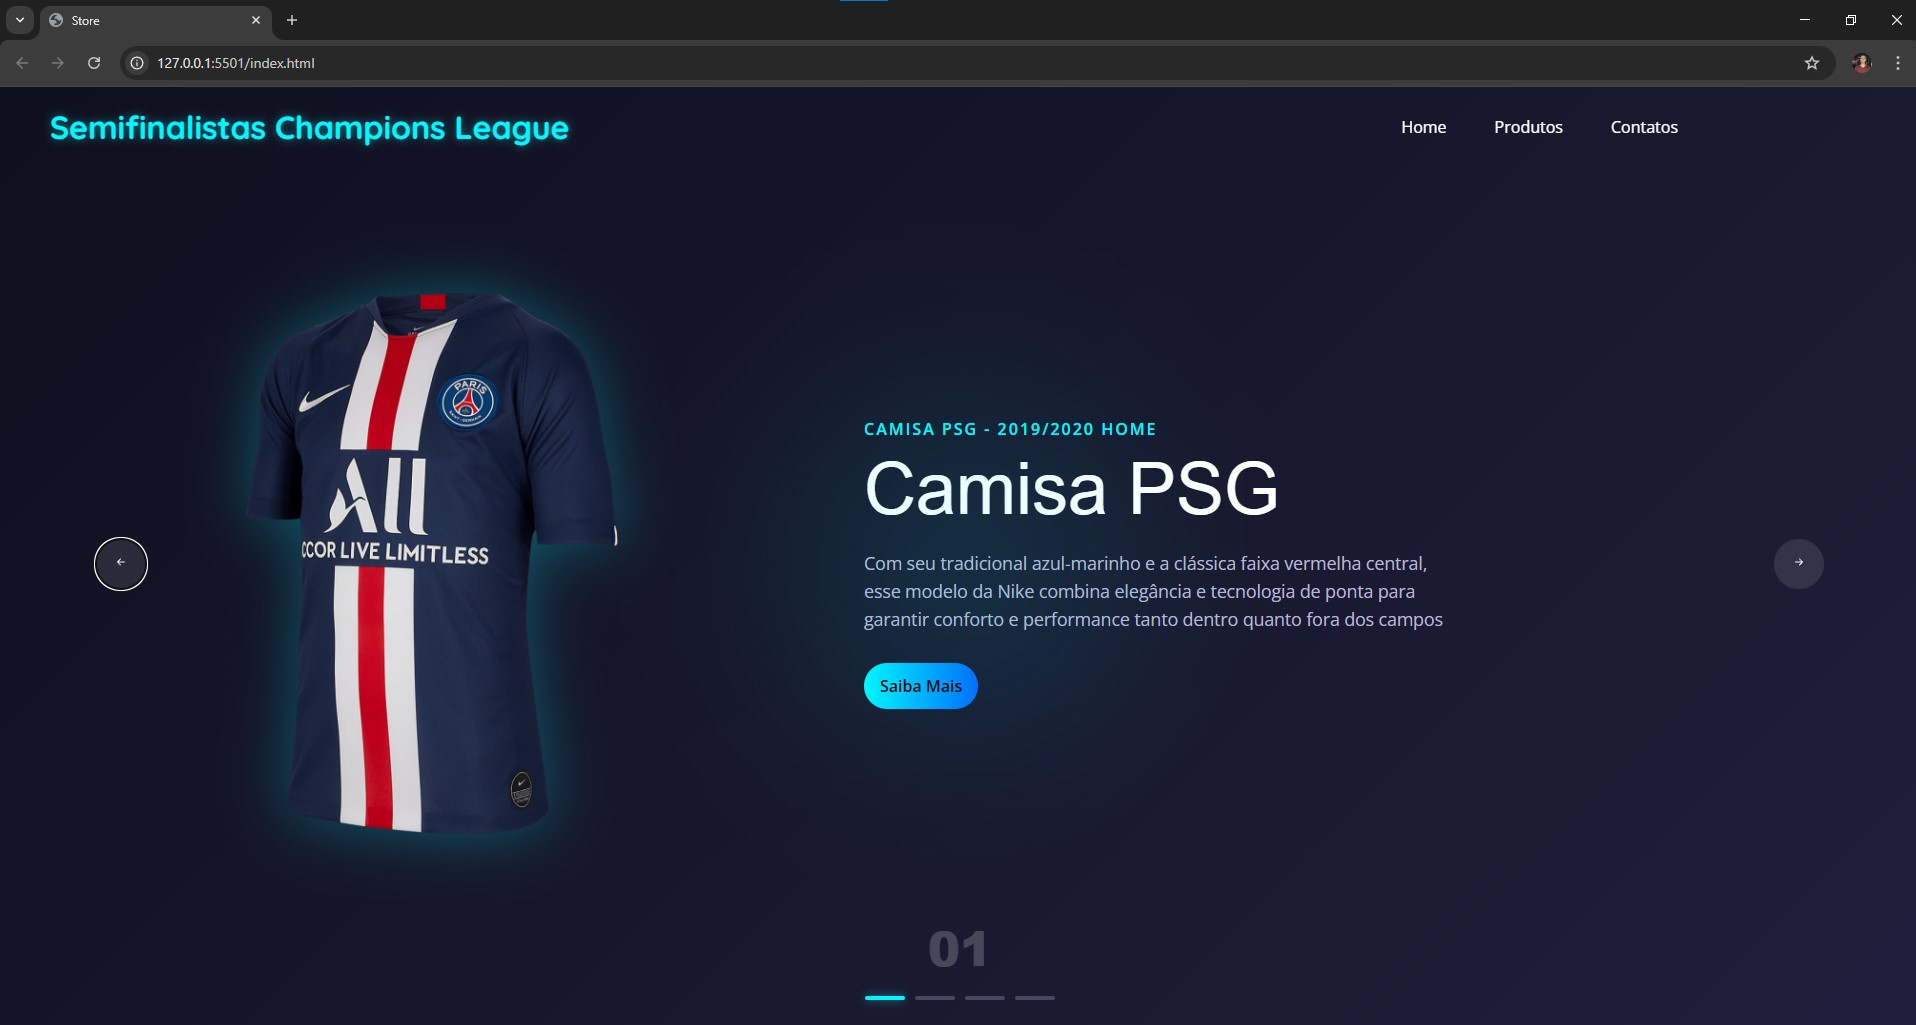 Store
127.0.0.1:5501/index.html
Semifinalistas Champions League
Home Produtos Contatos
PARIS
SAINT-GERMAIN
ALL
CCOR LIVE LIMITLESS
CAMISA PSG - 2019/2020 HOME
Camisa PSG
Com seu tradicional azul-marinho e a clássica faixa vermelha central,
esse modelo da Nike combina elegância e tecnologia de ponta para
garantir conforto e performance tanto dentro quanto fora dos campos
Saiba Mais
01